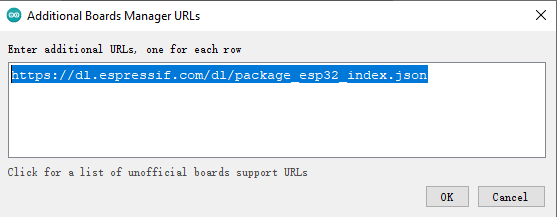 Additional Boards Manager URLs
Enter additional URLs, one for each row
https://dl.espressif.com/dl/package_esp32_index.json
Click for a list of unofficial boards support URLs
OK Cancel